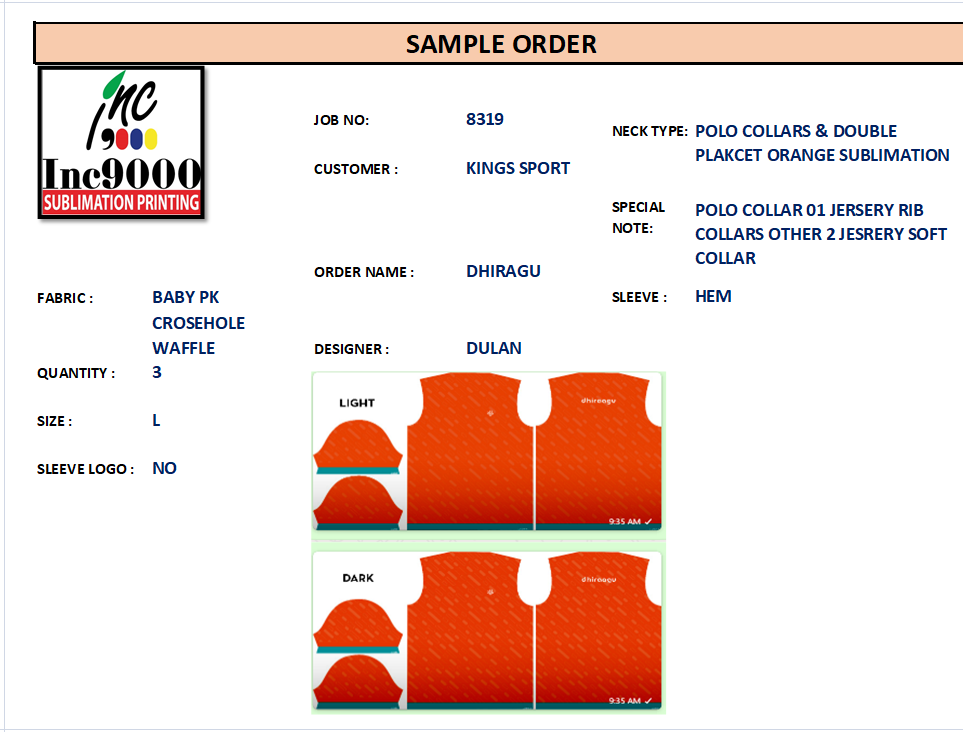 SAMPLE ORDER
inc
Inc9000
SUBLIMATION PRINTING
JOB NO: 8319
CUSTOMER : KINGS SPORT
ORDER NAME : DHIRAGU
DESIGNER : DULAN
NECK TYPE: POLO COLLARS & DOUBLE
PLAKCET ORANGE SUBLIMATION
SPECIAL
NOTE:
POLO COLLAR 01 JERSERY RIB
COLLARS OTHER 2 JESRERY SOFT
COLLAR
SLEEVE : HEM
FABRIC : BABY PK
CROSEHOLE
WAFFLE
QUANTITY : 3
SIZE : L
SLEEVE LOGO : NO
LIGHT
dhiraagu
9:35 AM ✓
DARK
dhiraagu
9:35 AM ✓